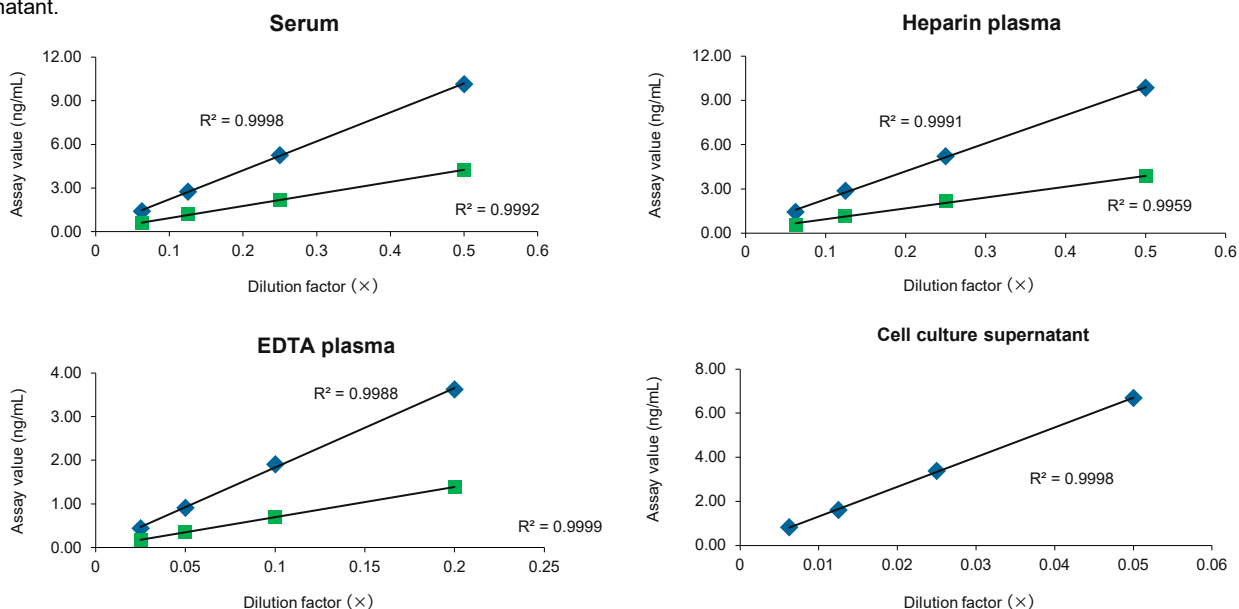 natant.
Serum
12.00
9.00
6.00
3.00
0.00
Assay value (ng/mL)
R² = 0.9998
R² = 0.9992
0 0.1 0.2 0.3 0.4 0.5 0.6
Dilution factor (×)
Heparin plasma
12.00
9.00
6.00
3.00
0.00
Assay value (ng/mL)
R² = 0.9991
R² = 0.9959
0 0.1 0.2 0.3 0.4 0.5 0.6
Dilution factor (×)
EDTA plasma
4.00
3.00
2.00
1.00
0.00
Assay value (ng/mL)
R² = 0.9988
R² = 0.9999
0 0.05 0.1 0.15 0.2 0.25
Dilution factor (×)
Cell culture supernatant
8.00
6.00
4.00
2.00
0.00
Assay value (ng/mL)
R² = 0.9998
0 0.01 0.02 0.03 0.04 0.05 0.06
Dilution factor (×)